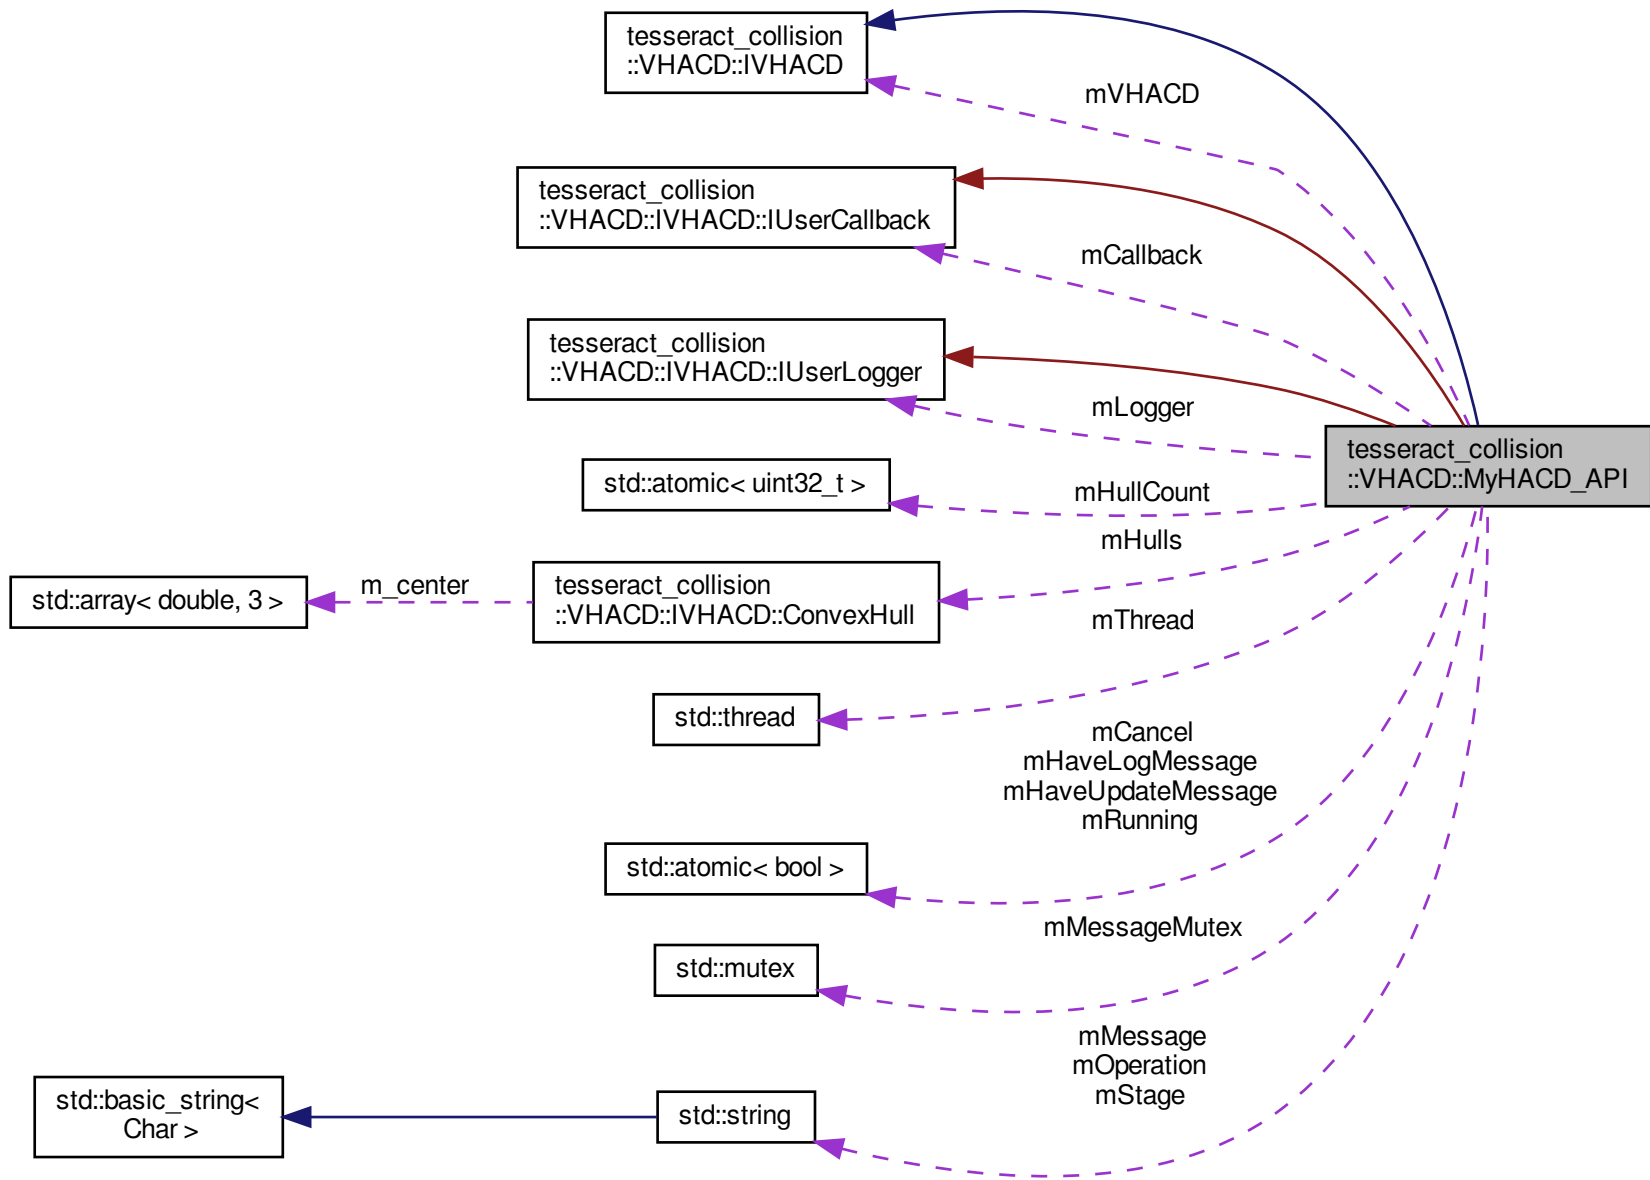 tesseract_collision
::VHACD::IVHACD
mVHACD
tesseract_collision
::VHACD::IVHACD::IUserCallback
mCallback
tesseract_collision
::VHACD::IVHACD::IUserLogger
mLogger
tesseract_collision
::VHACD::MyHACD_API
std::atomic< uint32_t >
mHullCount
mHulls
std::array< double, 3 >
m_center
tesseract_collision
::VHACD::IVHACD::ConvexHull
mThread
std::thread
mCancel
mHaveLogMessage
mHaveUpdateMessage
mRunning
std::atomic< bool >
mMessageMutex
std::mutex
mMessage
mOperation
mStage
std::basic_string<
Char >
std::string